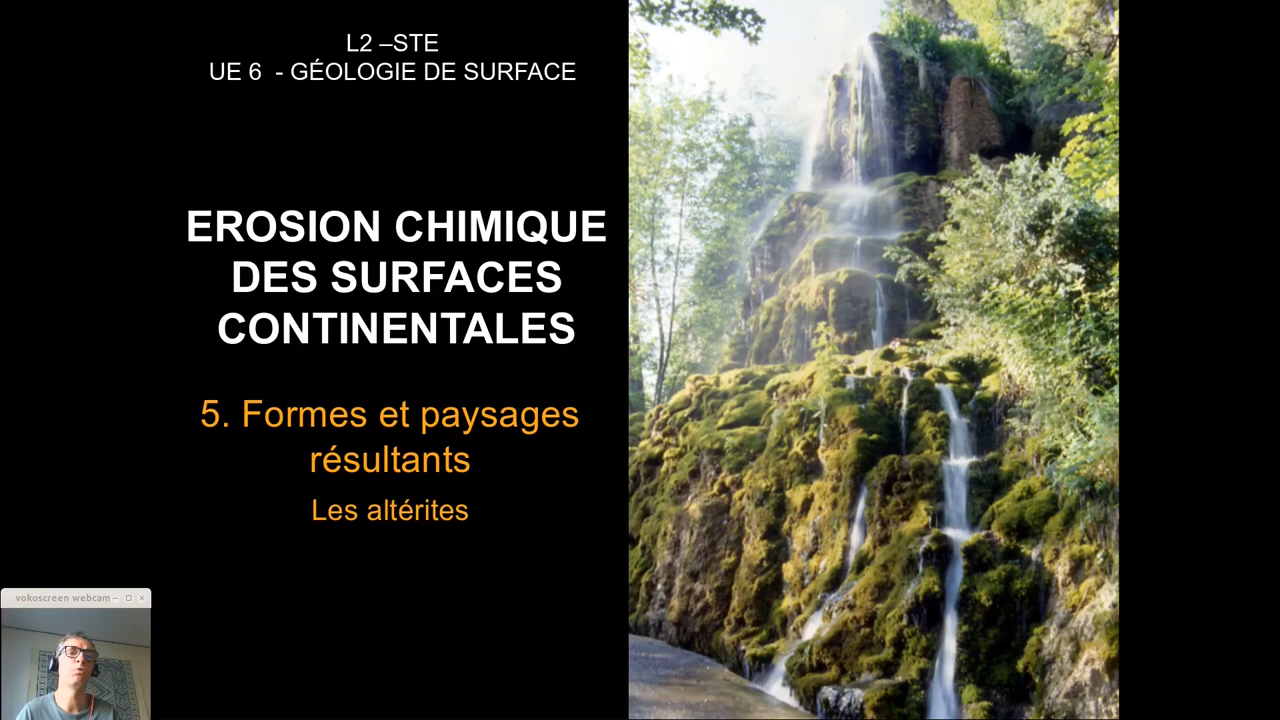 L2 –STE
UE 6  - GÉOLOGIE DE SURFACE
EROSION CHIMIQUE
DES SURFACES
CONTINENTALES
5. Formes et paysages
résultants
Les altérites
vokoscreen webcam